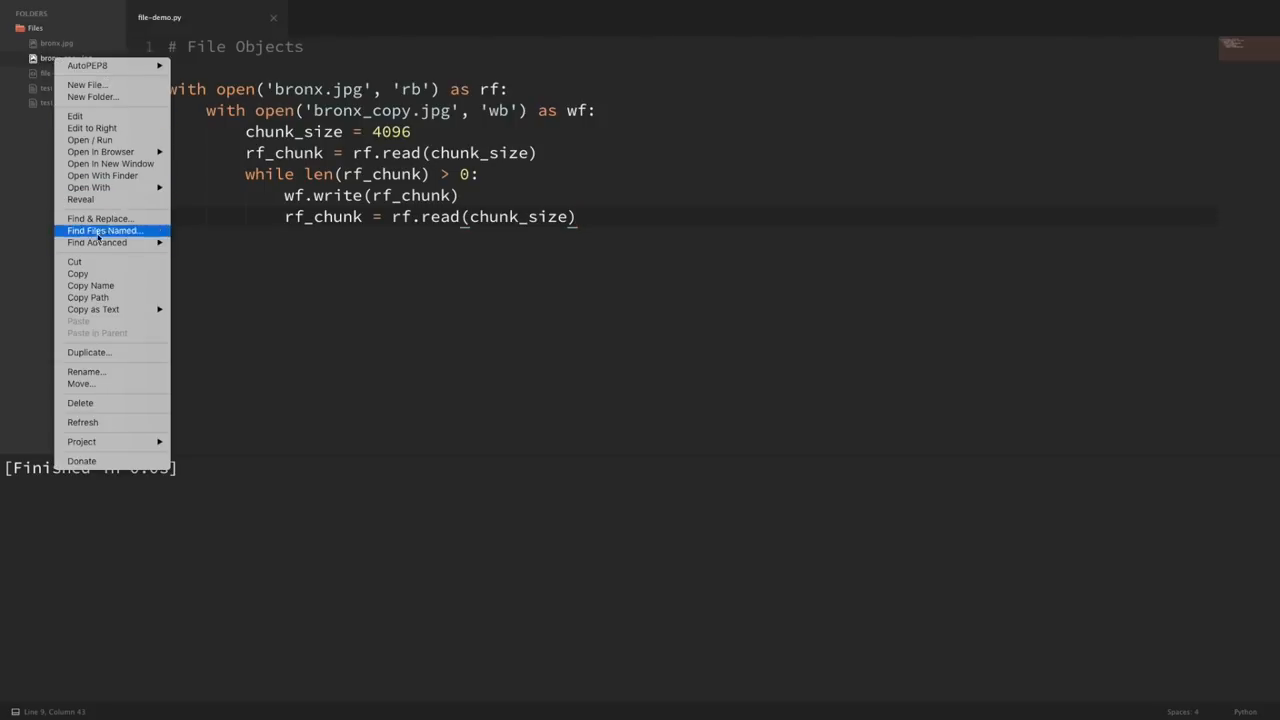 FOLDERS
Files
bronx.jpg
file
test
test
file-demo.py
1 # File Objects
with open('bronx.jpg', 'rb') as rf:
with open('bronx_copy.jpg', 'wb') as wf:
chunk_size = 4096
rf_chunk = rf.read(chunk_size)
while len(rf_chunk) > 0:
wf.write(rf_chunk)
rf_chunk = rf.read(chunk_size)
AutoPEP8
New File...
New Folder...
Edit
Edit to Right
Open / Run
Open In Browser
Open In New Window
Open With Finder
Open With
Reveal
Find & Replace...
Find Files Named...
Find Advanced
Cut
Copy
Copy Name
Copy Path
Copy as Text
Paste
Paste in Parent
Duplicate...
Rename...
Move...
Delete
Refresh
Project
Donate
Line 9, Column 43
Spaces: 4
Python